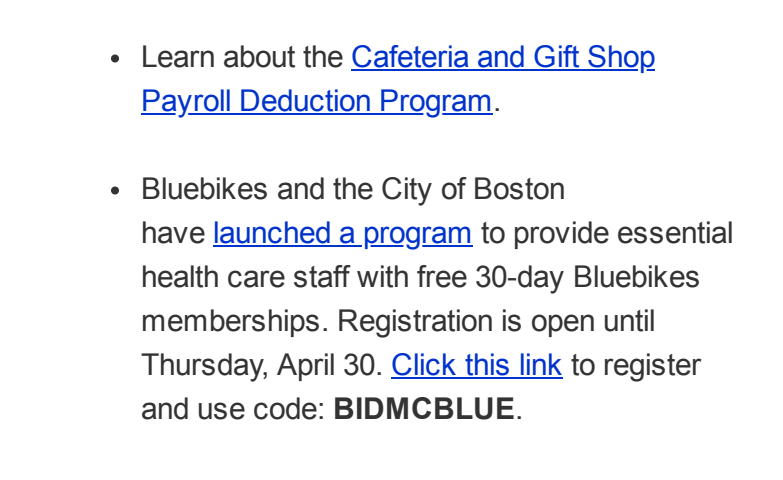 • Learn about the Cafeteria and Gift Shop
Payroll Deduction Program.
• Bluebikes and the City of Boston
have launched a program to provide essential
health care staff with free 30-day Bluebikes
memberships. Registration is open until
Thursday, April 30. Click this link to register
and use code: BIDMCBLUE.